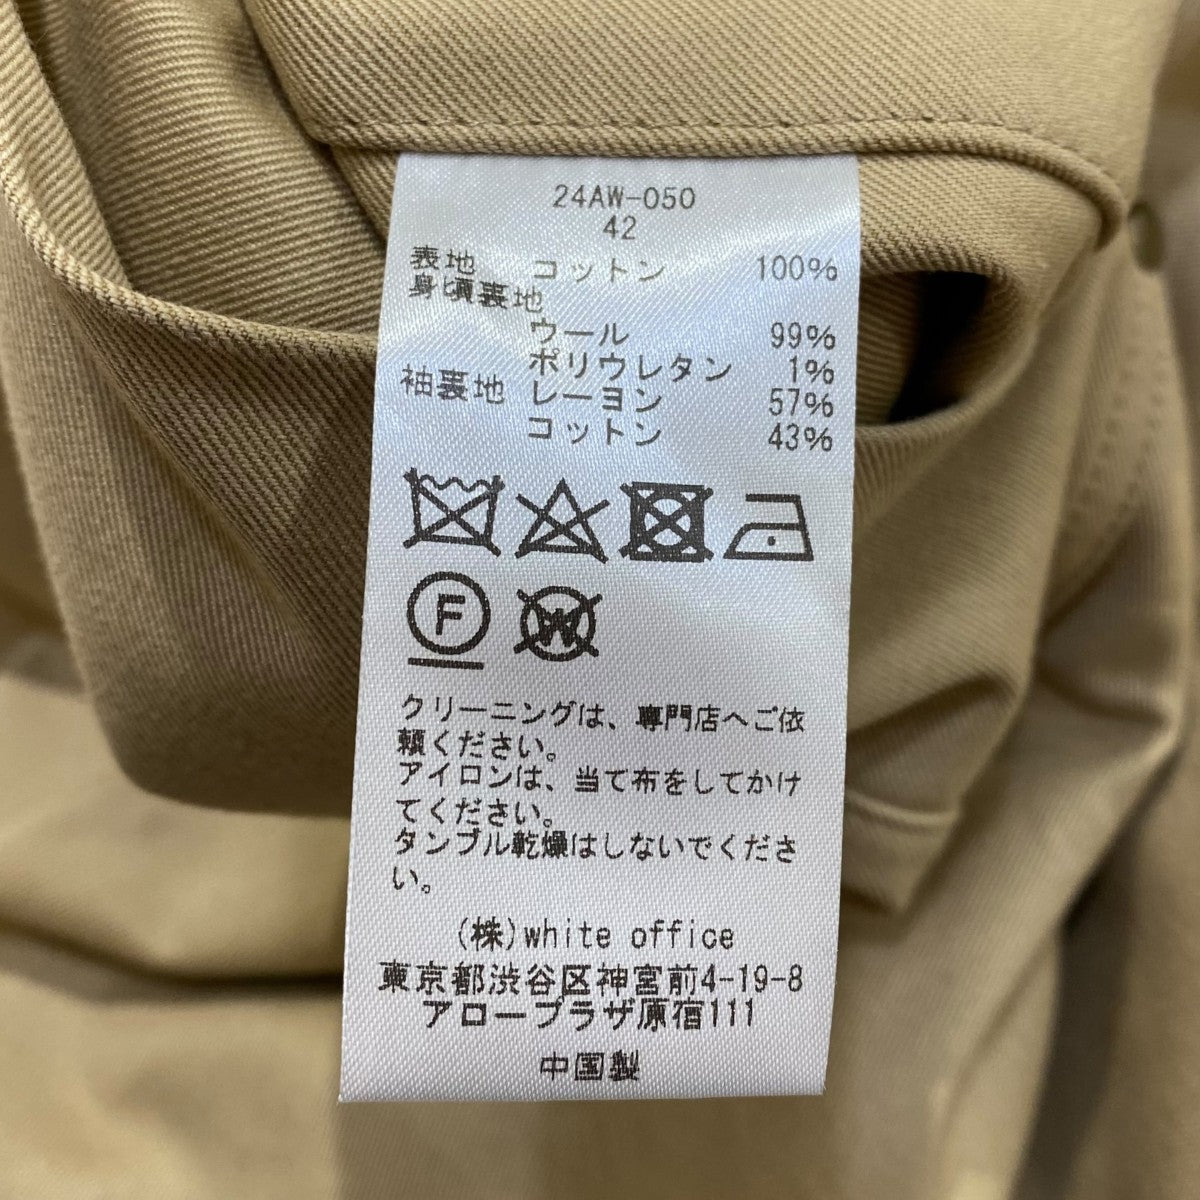 24AW-050
42
表地 コットン 100%
身頃裏地
ウール 99%
ポリウレタン 1%
袖裏地 レーヨン 57%
コットン 43%
F
W
クリーニングは、専門店へご依
頼ください。
アイロンは、当て布をしてかけ
てください。
タンブル乾燥はしないでくださ
い。
(株)white office
東京都渋谷区神宮前4-19-8
アロープラザ原宿111
中国製